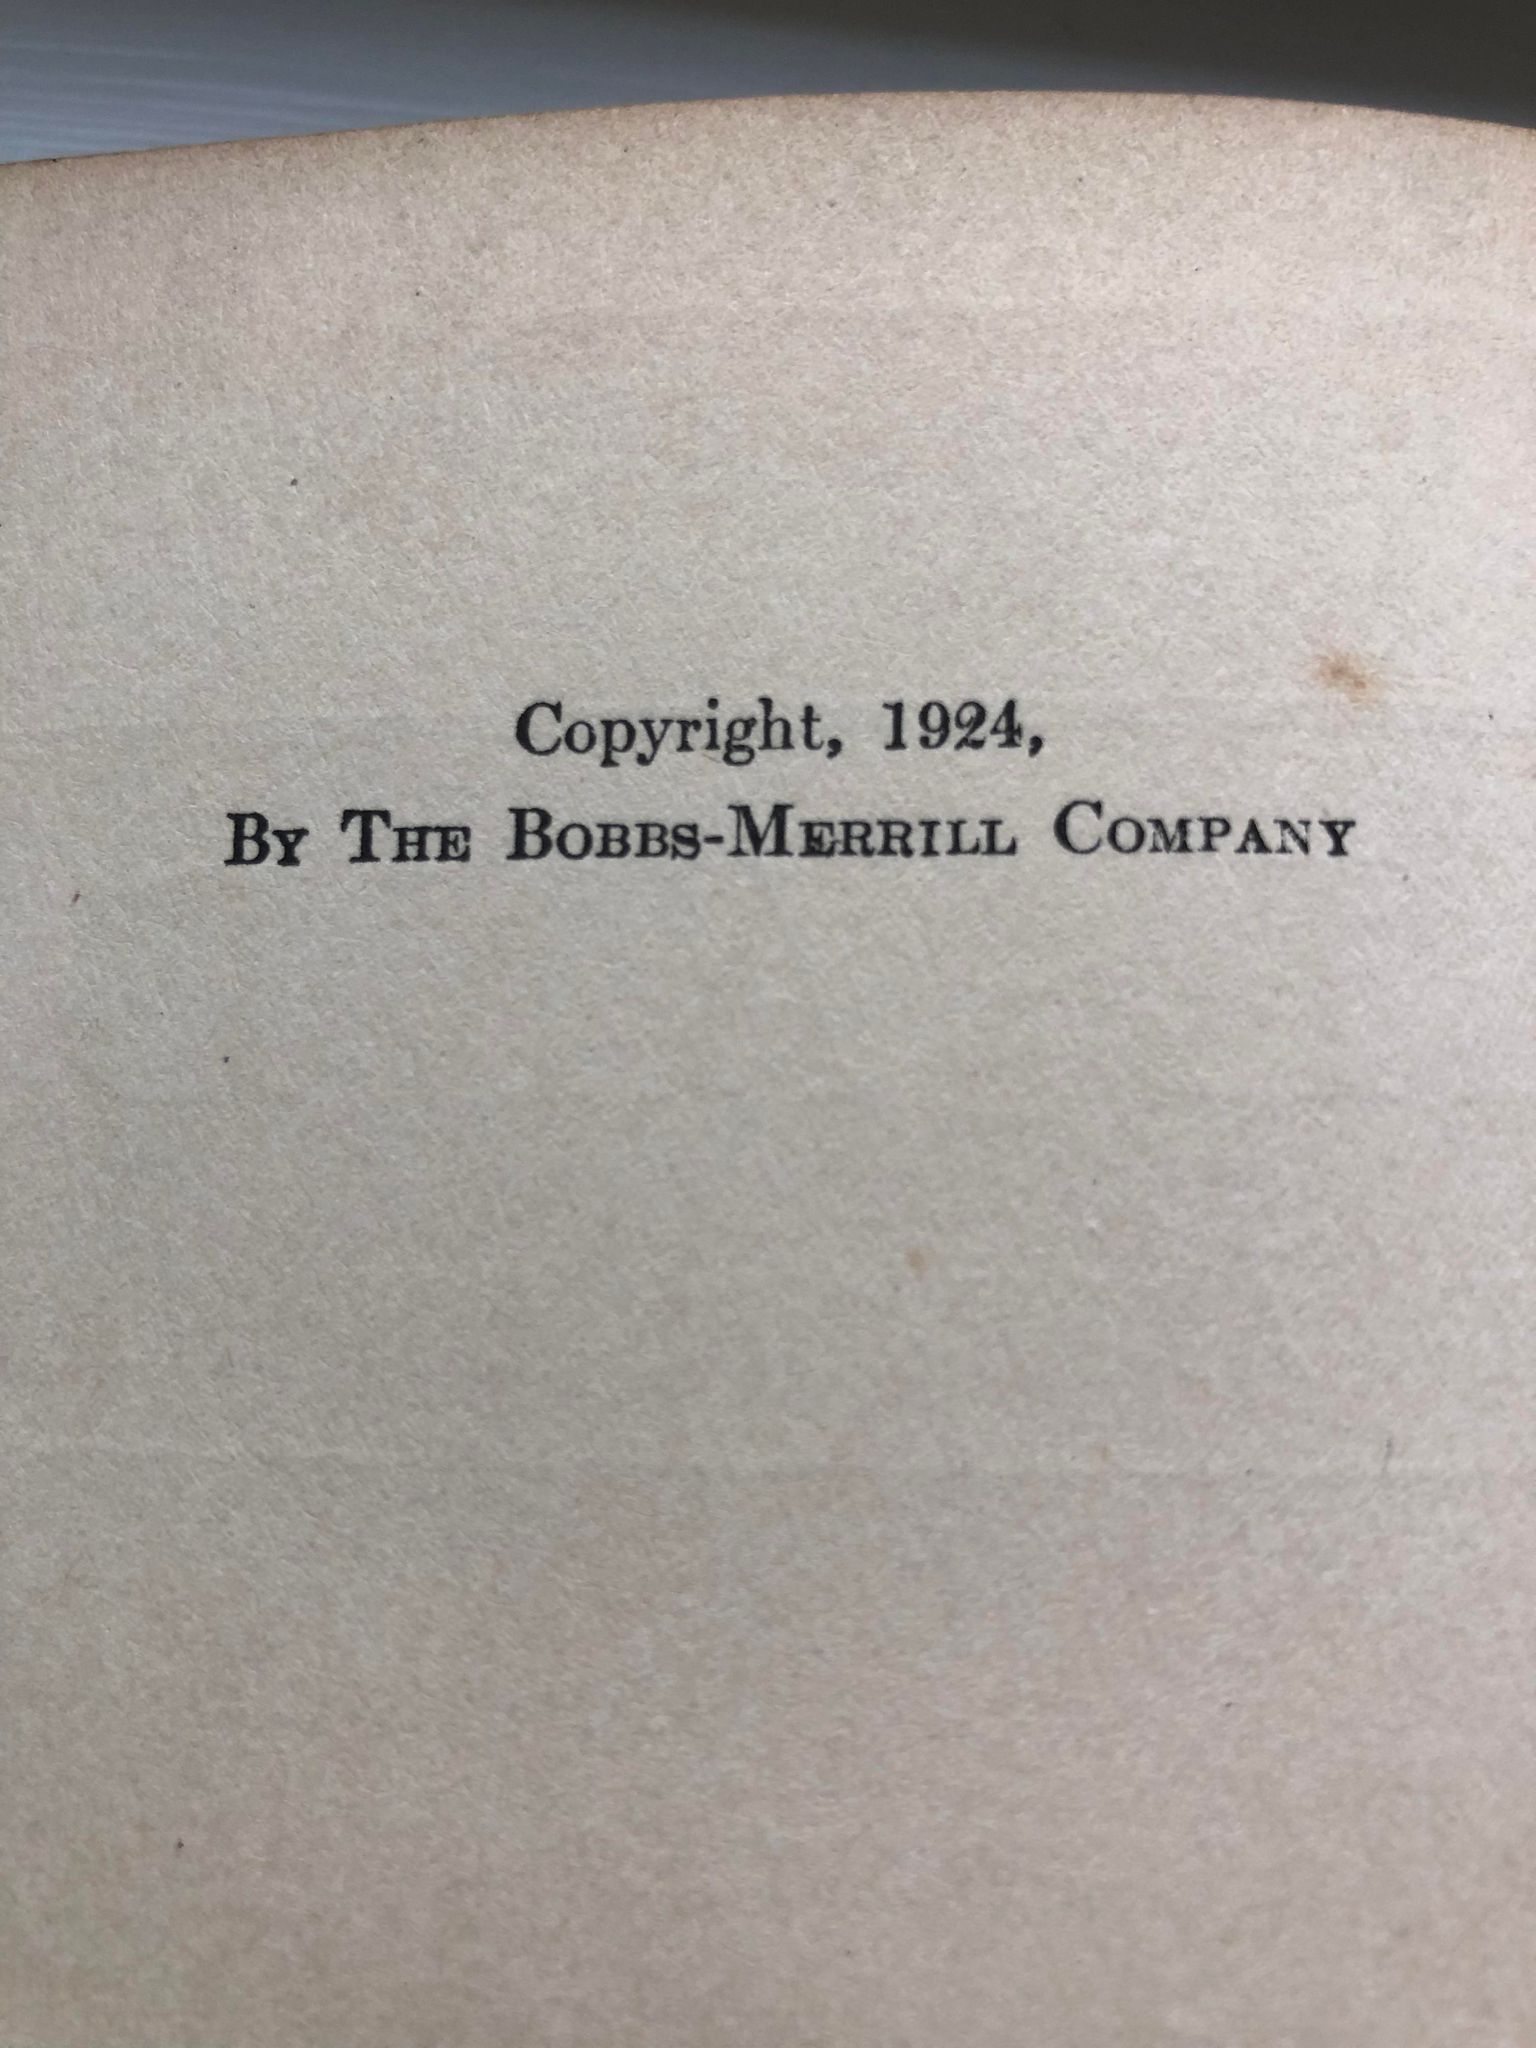 Copyright, 1924,
By The Bobbs-Merrill Company